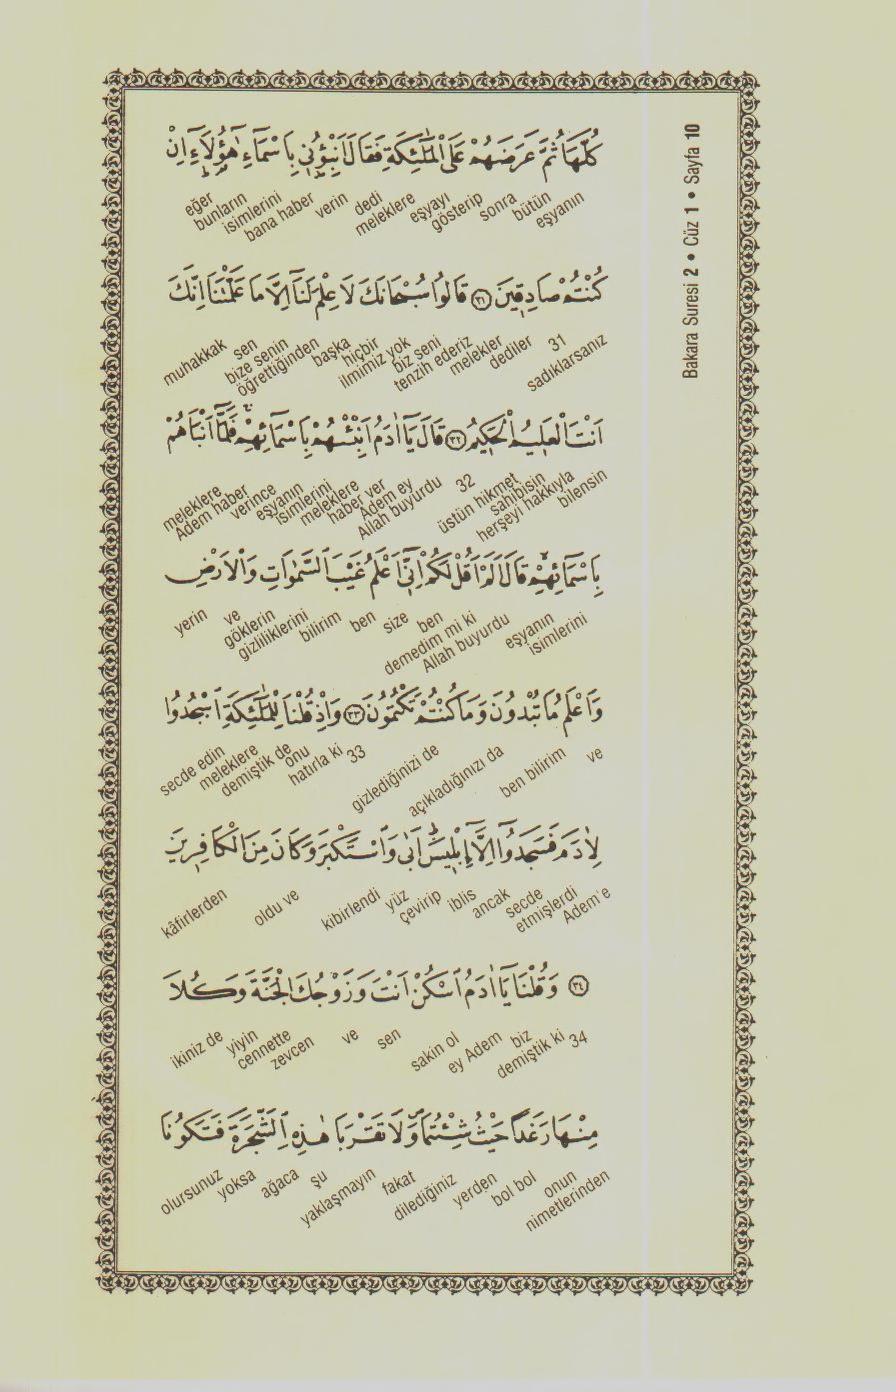 Bakara Suresi 2 • Cüz 1 • Sayfa 10
كُلَّهَا ثُمَّ عَرَضَهُمْ عَلَى الْمَلٰٓئِكَةِ فَقَالَ اَنْبِؤُ۫نٖي بِاَسْمَآءِ هٰٓؤُ۬لَآءِ اِنْ
eşyanın bütün sonra gösterip eşyayı meleklere dedi verin bana haber isimlerini bunların eğer
كُنْتُمْ صَادِقٖينَ ﴿٣١﴾ قَالُوا سُبْحَانَكَ لَا عِلْمَ لَنَٓا اِلَّا مَا عَلَّمْتَنَا اِنَّكَ
sadıklarsanız 31 dediler melekler tenzih ederiz biz seni ilmimiz yok hiçbir başka öğrettiğinden bize senin sen muhakkak
اَنْتَ الْعَلٖيمُ الْحَكٖيمُ ﴿٣٢﴾ قَالَ يَٓا اٰدَمُ اَنْبِئْهُمْ بِاَسْمَآئِهِمْ فَلَمَّٓا اَنْبَاَهُمْ
bilensin herşeyi hakkıyla sahibisin üstün hikmet 32 Allah buyurdu Adem ey haber ver meleklere isimlerini eşyanın verince Adem haber meleklere
بِاَسْمَآئِهِمْ قَالَ اَلَمْ اَقُلْ لَكُمْ اِنّٖٓي اَعْلَمُ غَيْبَ السَّمٰوَاتِ وَالْاَرْضِ
isimlerini eşyanın Allah buyurdu demedim mi ki ben size ben bilirim gizliliklerini göklerin ve yerin
وَاَعْلَمُ مَا تُبْدُونَ وَمَا كُنْتُمْ تَكْتُمُونَ ﴿٣٣﴾ وَاِذْ قُلْنَا لِلْمَلٰٓئِكَةِ اسْجُدُوا
ve ben bilirim açıkladığınızı da gizlediğinizi de 33 hatırla ki onu demiştik de meleklere secde edin
لِاٰدَمَ فَسَجَدُٓوا اِلَّٓا اِبْلٖيسَ اَبٰى وَاسْتَكْبَرَ وَكَانَ مِنَ الْكَافِرٖينَ
Adem'e etmişlerdi secde ancak iblis çevirip yüz kibirlendi oldu ve kâfirlerden
﴿٣٤﴾ وَقُلْنَا يَٓا اٰدَمُ اسْكُنْ اَنْتَ وَزَوْجُكَ الْجَنَّةَ وَكُلَا
34 demiştik ki biz ey Adem sakin ol sen ve zevcen cennette yiyin ikiniz de
مِنْهَا رَغَدًا حَيْثُ شِئْتُمَا وَلَا تَقْرَبَا هٰذِهِ الشَّجَرَةَ فَتَكُونَا
nimetlerinden onun bol bol yerden dilediğiniz fakat yaklaşmayın şu ağaca yoksa olursunuz